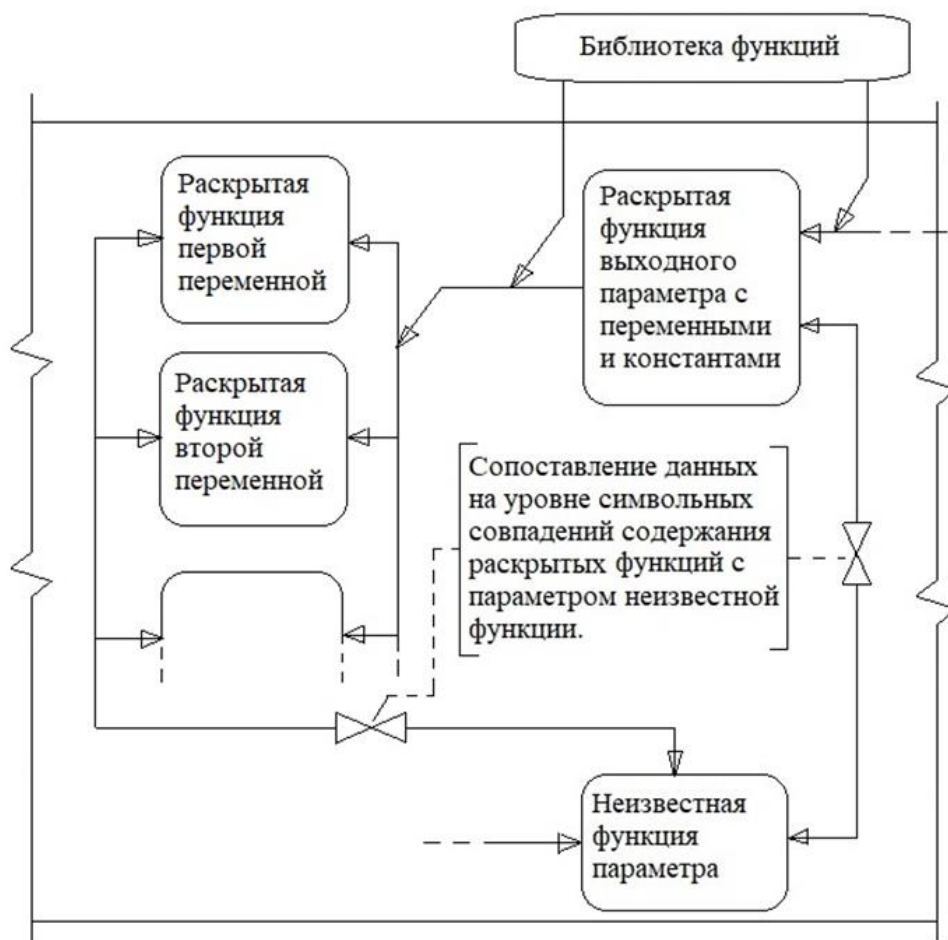 Библиотека функций
Раскрытая
функция
первой
переменной
Раскрытая
функция
выходного
параметра с
переменными
и константами
Раскрытая
функция
второй
переменной
Сопоставление данных
на уровне символьных
совпадений содержания
раскрытых функций с
параметром неизвестной
функции.
Неизвестная
функция
параметра